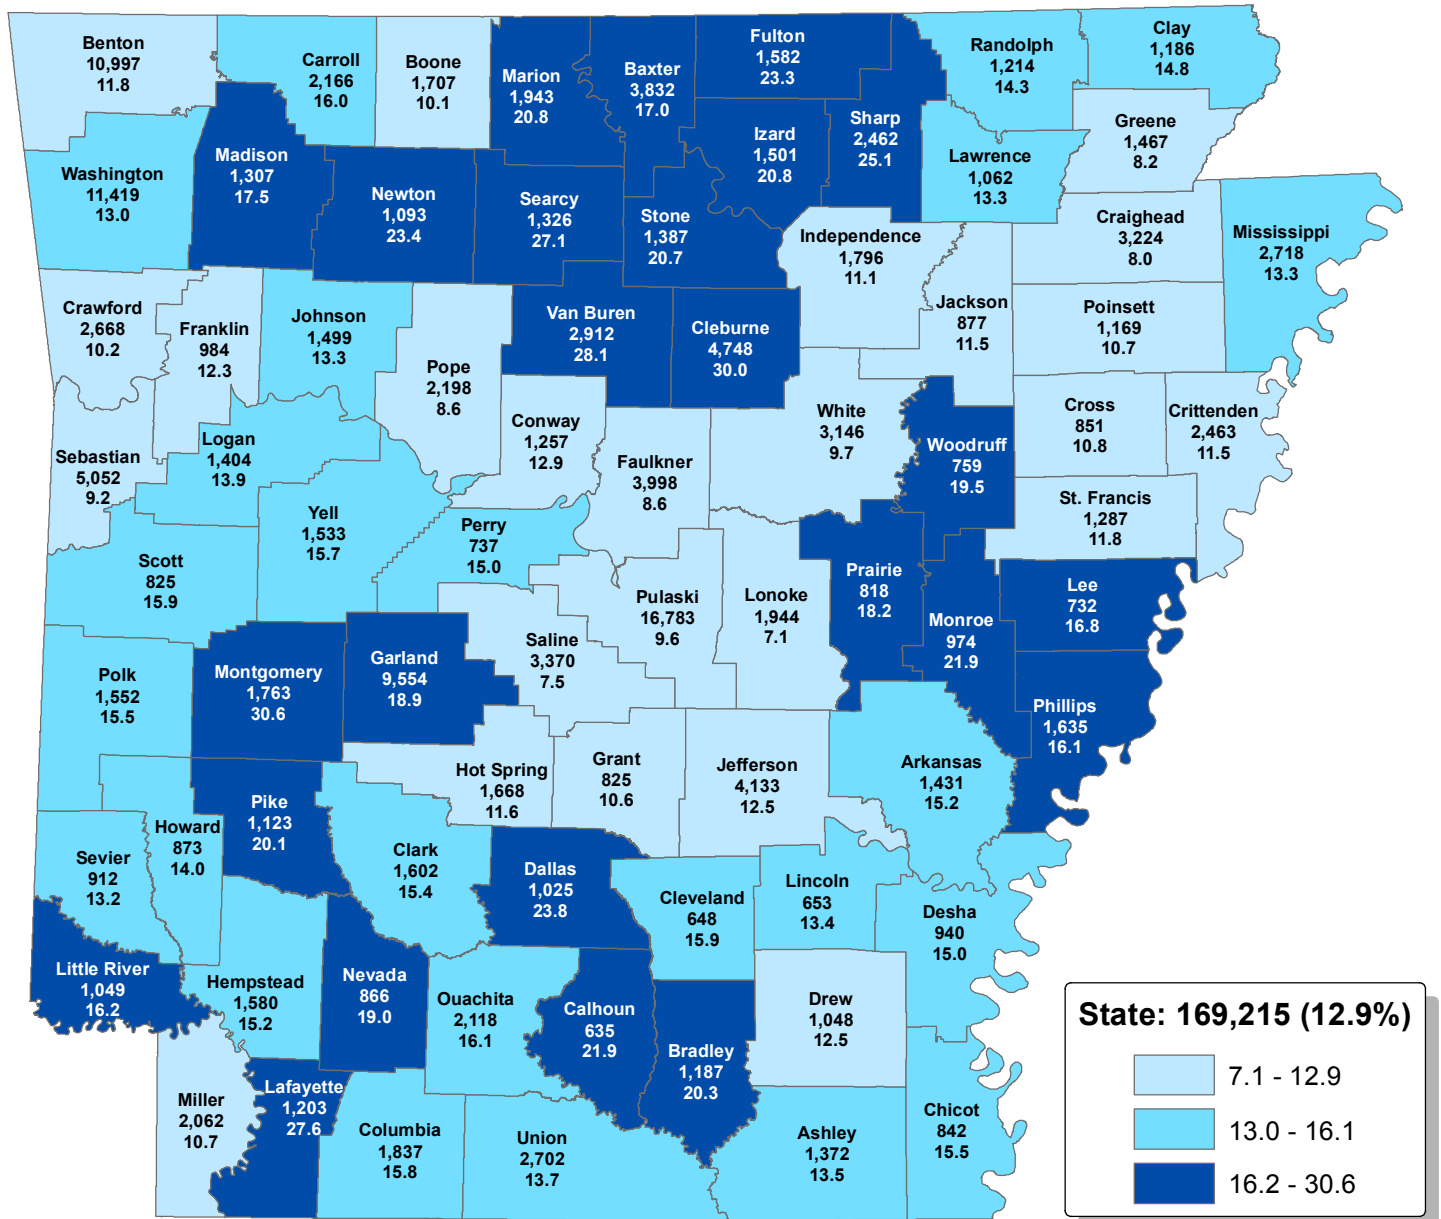 Benton
10,997
11.8
Carroll
2,166
16.0
Boone
1,707
10.1
Marion
1,943
20.8
Baxter
3,832
17.0
Fulton
1,582
23.3
Randolph
1,214
14.3
Clay
1,186
14.8
Washington
11,419
13.0
Madison
1,307
17.5
Newton
1,093
23.4
Searcy
1,326
27.1
Stone
1,387
20.7
Izard
1,501
20.8
Sharp
2,462
25.1
Lawrence
1,062
13.3
Greene
1,467
8.2
Craighead
3,224
8.0
Mississippi
2,718
13.3
Independence
1,796
11.1
Jackson
877
11.5
Poinsett
1,169
10.7
Crawford
2,668
10.2
Franklin
984
12.3
Johnson
1,499
13.3
Pope
2,198
8.6
Van Buren
2,912
28.1
Cleburne
4,748
30.0
Conway
1,257
12.9
White
3,146
9.7
Woodruff
759
19.5
Cross
851
10.8
Crittenden
2,463
11.5
Sebastian
5,052
9.2
Logan
1,404
13.9
Faulkner
3,998
8.6
St. Francis
1,287
11.8
Yell
1,533
15.7
Perry
737
15.0
Scott
825
15.9
Pulaski
16,783
9.6
Lonoke
1,944
7.1
Prairie
818
18.2
Monroe
974
21.9
Lee
732
16.8
Polk
1,552
15.5
Montgomery
1,763
30.6
Garland
9,554
18.9
Saline
3,370
7.5
Phillips
1,635
16.1
Hot Spring
1,668
11.6
Grant
825
10.6
Jefferson
4,133
12.5
Arkansas
1,431
15.2
Pike
1,123
20.1
Howard
873
14.0
Sevier
912
13.2
Clark
1,602
15.4
Dallas
1,025
23.8
Cleveland
648
15.9
Lincoln
653
13.4
Desha
940
15.0
Little River
1,049
16.2
Hempstead
1,580
15.2
Nevada
866
19.0
Ouachita
2,118
16.1
Calhoun
635
21.9
Bradley
1,187
20.3
Drew
1,048
12.5
Miller
2,062
10.7
Lafayette
1,203
27.6
Columbia
1,837
15.8
Union
2,702
13.7
Ashley
1,372
13.5
Chicot
842
15.5
State: 169,215 (12.9%)
7.1 - 12.9
13.0 - 16.1
16.2 - 30.6